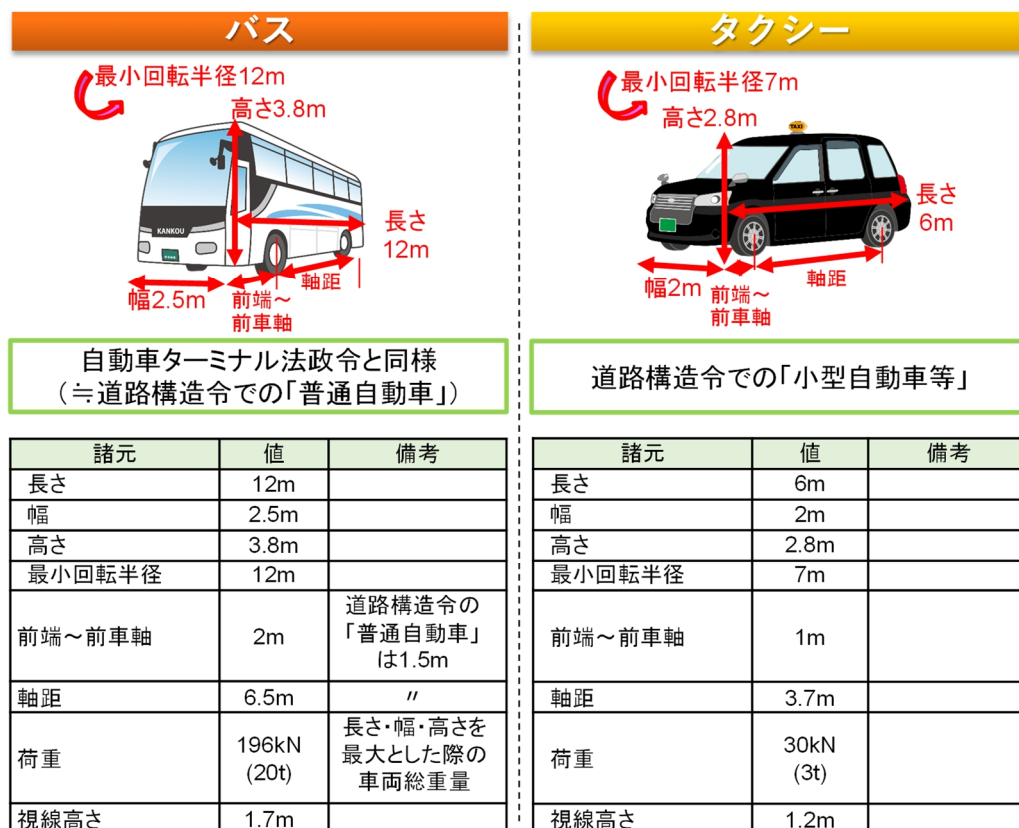 バス
最小回転半径12m
高さ3.8m
KANKOU
長さ
12m
幅2.5m
前端～
前車軸
軸距
自動車ターミナル法政令と同様
（≒道路構造令での「普通自動車」）
諸元 値 備考
長さ 12m
幅 2.5m
高さ 3.8m
最小回転半径 12m
前端～前車軸 2m 道路構造令の
「普通自動車」
は1.5m
軸距 6.5m 〃
荷重 196kN
(20t) 長さ・幅・高さを
最大とした際の
車両総重量
視線高さ 1.7m
タクシー
最小回転半径7m
高さ2.8m
TAXI
長さ
6m
幅2m
前端～
前車軸
軸距
道路構造令での「小型自動車等」
諸元 値 備考
長さ 6m
幅 2m
高さ 2.8m
最小回転半径 7m
前端～前車軸 1m
軸距 3.7m
荷重 30kN
(3t)
視線高さ 1.2m